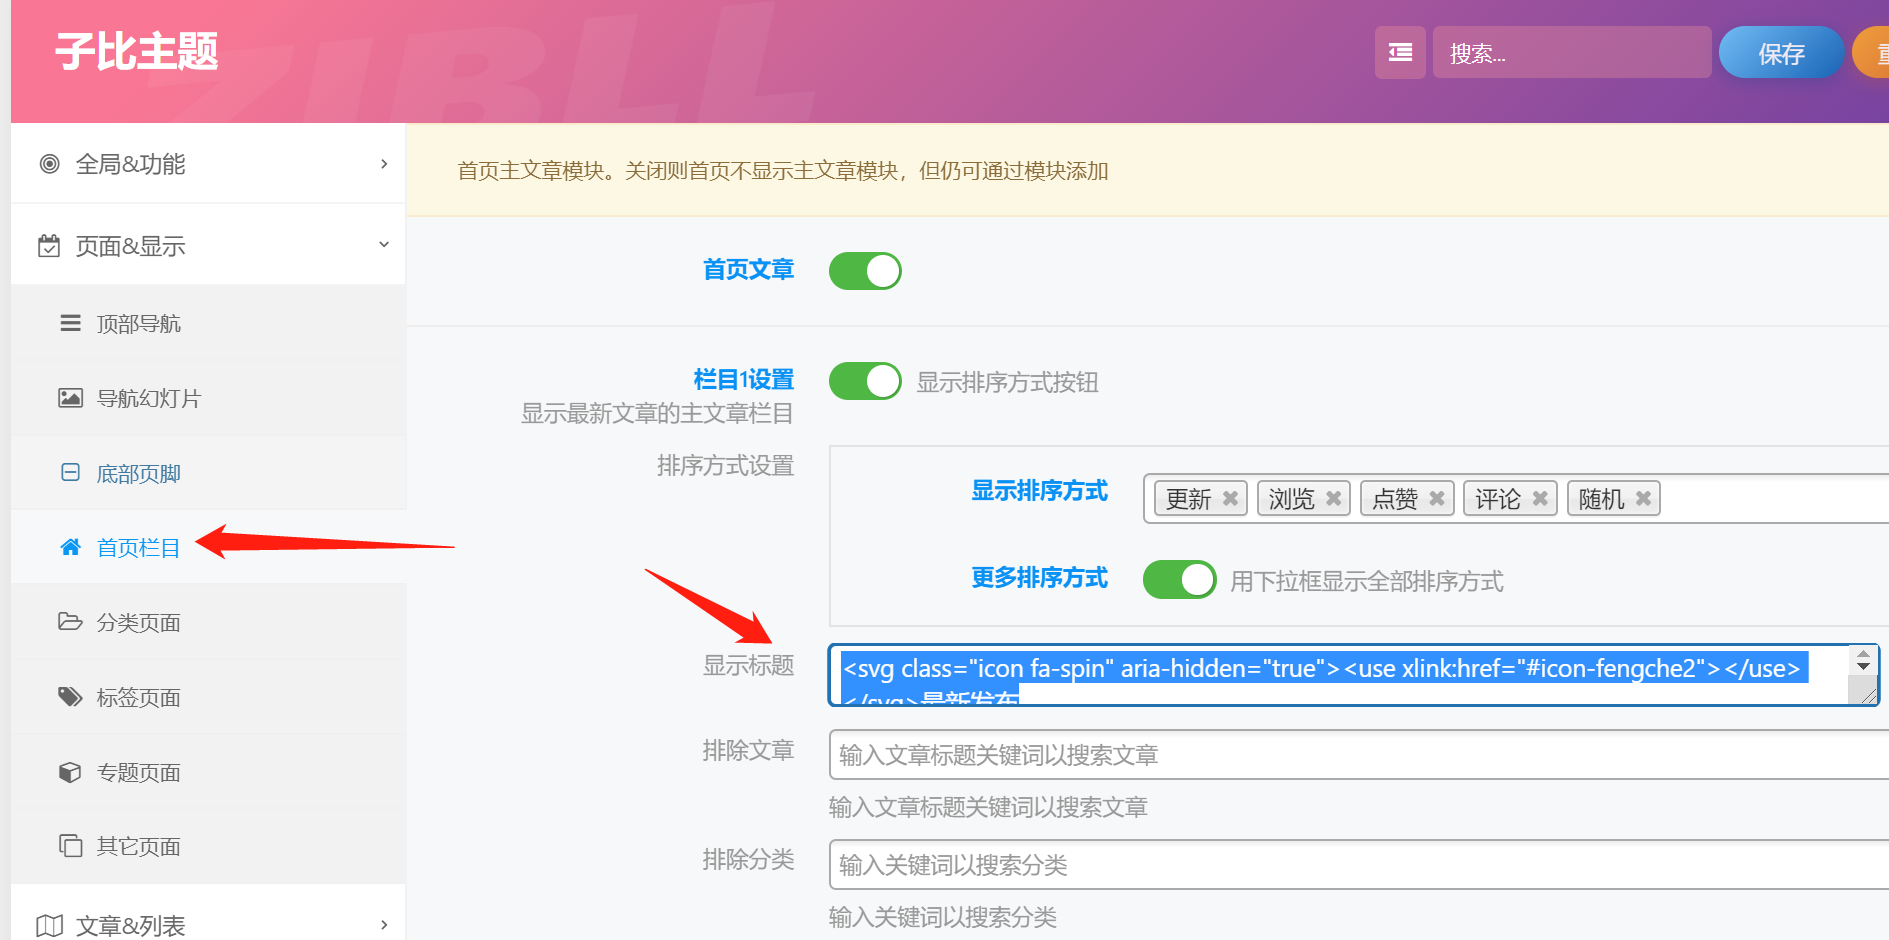 子比主题
ZIBLL
搜索...
保存
全局&功能
首页主文章模块。关闭则首页不显示主文章模块，但仍可通过模块添加
页面&显示
首页文章
顶部导航
栏目1设置
显示排序方式按钮
导航幻灯片
显示最新文章的主文章栏目
排序方式设置
底部页脚
显示排序方式
更新 浏览 点赞 评论 随机
首页栏目
更多排序方式
用下拉框显示全部排序方式
分类页面
显示标题
<svg class="icon fa-spin" aria-hidden="true"><use xlink:href="#icon-fengche2"></use>
</svg>最新发布
标签页面
排除文章
输入文章标题关键词以搜索文章
专题页面
输入文章标题关键词以搜索文章
其它页面
排除分类
输入关键词以搜索分类
文章&列表
输入关键词以搜索分类